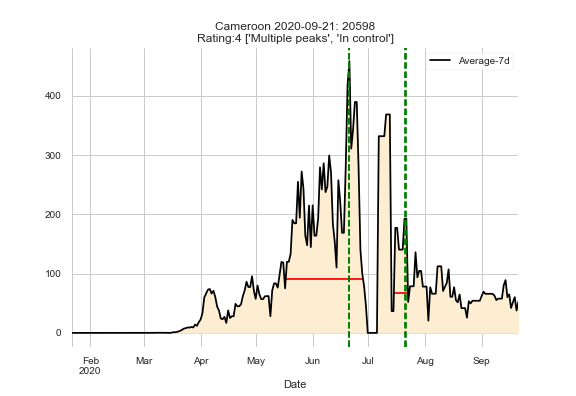 Cameroon 2020-09-21: 20598
Rating:4 ['Multiple peaks', 'In control']
Average-7d
400
300
200
100
0
Feb Mar Apr May Jun Jul Aug Sep
2020
Date